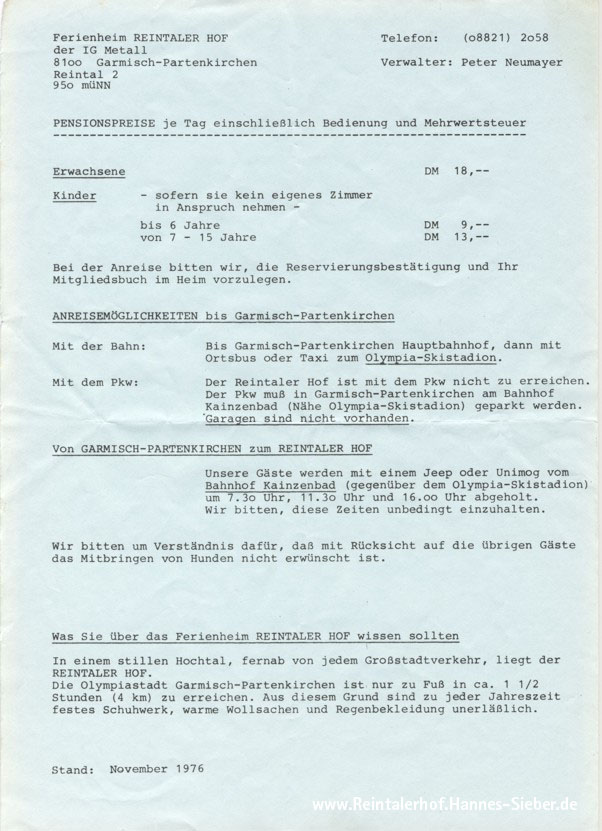 Ferienheim REINTALER HOF Telefon: (o8821) 2o58
der IG Metall
81oo Garmisch-Partenkirchen Verwalter: Peter Neumayer
Reintal 2
95o müNN
PENSIONSPREISE je Tag einschließlich Bedienung und Mehrwertsteuer
Erwachsene DM 18,--
Kinder - sofern sie kein eigenes Zimmer
in Anspruch nehmen -
bis 6 Jahre DM 9,--
von 7 - 15 Jahre DM 13,--
Bei der Anreise bitten wir, die Reservierungsbestätigung und Ihr
Mitgliedsbuch im Heim vorzulegen.
ANREISEMÖGLICHKEITEN bis Garmisch-Partenkirchen
Mit der Bahn: Bis Garmisch-Partenkirchen Hauptbahnhof, dann mit
Ortsbus oder Taxi zum Olympia-Skistadion.
Mit dem Pkw: Der Reintaler Hof ist mit dem Pkw nicht zu erreichen.
Der Pkw muß in Garmisch-Partenkirchen am Bahnhof
Kainzenbad (Nähe Olympia-Skistadion) geparkt werden.
Garagen sind nicht vorhanden.
Von GARMISCH-PARTENKIRCHEN zum REINTALER HOF
Unsere Gäste werden mit einem Jeep oder Unimog vom
Bahnhof Kainzenbad (gegenüber dem Olympia-Skistadion)
um 7.3o Uhr, 11.3o Uhr und 16.oo Uhr abgeholt.
Wir bitten, diese Zeiten unbedingt einzuhalten.
Wir bitten um Verständnis dafür, daß mit Rücksicht auf die übrigen Gäste
das Mitbringen von Hunden nicht erwünscht ist.
Was Sie über das Ferienheim REINTALER HOF wissen sollten
In einem stillen Hochtal, fernab von jedem Großstadtverkehr, liegt der
REINTALER HOF.
Die Olympiastadt Garmisch-Partenkirchen ist nur zu Fuß in ca. 1 1/2
Stunden (4 km) zu erreichen. Aus diesem Grund sind zu jeder Jahreszeit
festes Schuhwerk, warme Wollsachen und Regenbekleidung unerläßlich.
Stand: November 1976
www.Reintalerhof.Hannes-Sieber.de